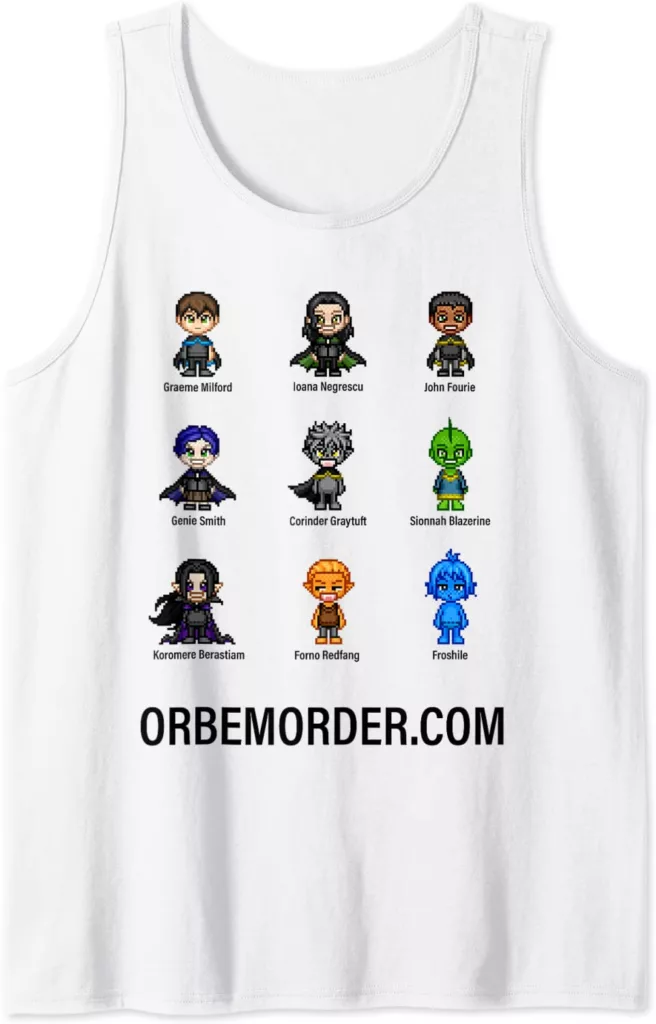 Graeme Milford
Ioana Negrescu
John Fourie
Genie Smith
Corinder Graytuft
Sionnah Blazerine
Koromere Berastiam
Forno Redfang
Froshile
ORBEMORDER.COM